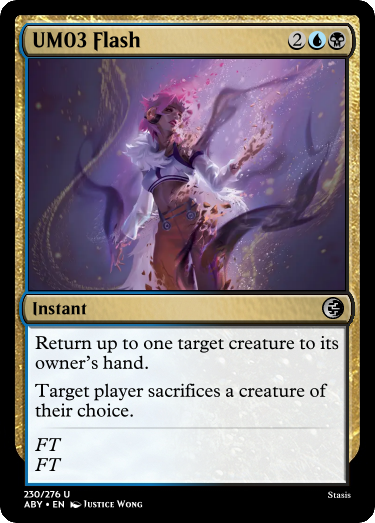 UM03 Flash
2
Instant
Return up to one target creature to its
owner's hand.
Target player sacrifices a creature of
their choice.
FT
FT
230/276 U
ABY • EN Justice Wong
Stasis